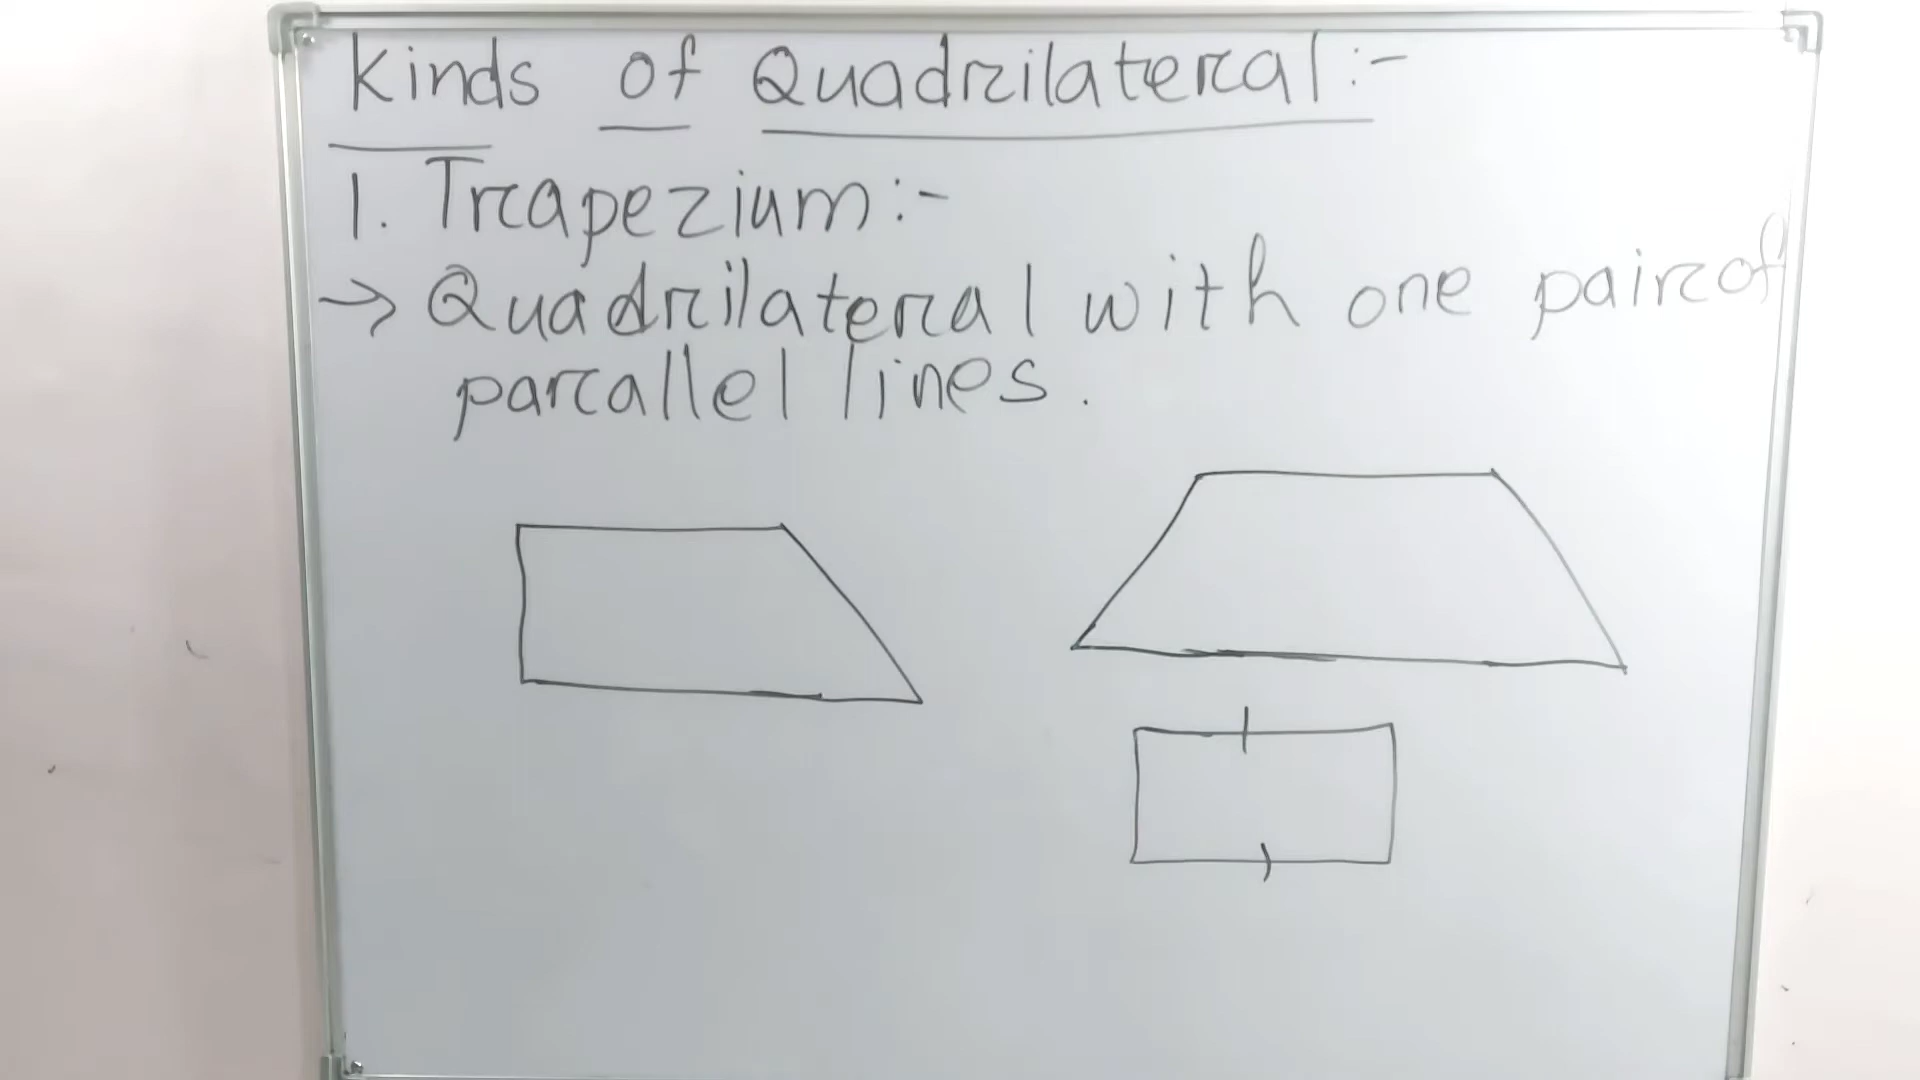 Kinds of Quadrilateral:-
1. Trapezium:-
→ Quadrilateral with one pair of
parallel lines.